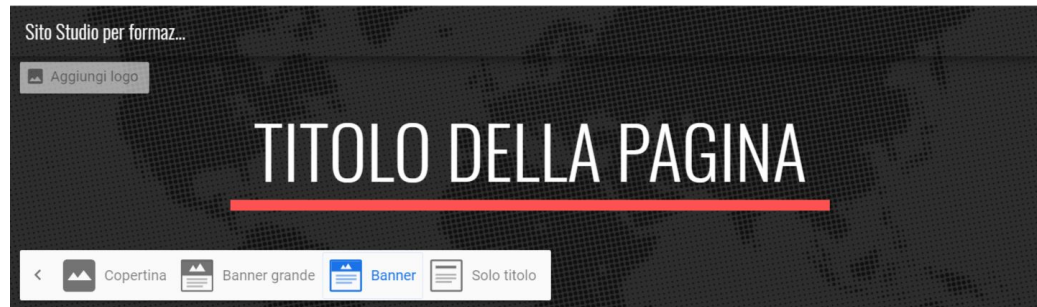 Sito Studio per formaz...
Aggiungi logo
TITOLO DELLA PAGINA
Copertina Banner grande Banner Solo titolo